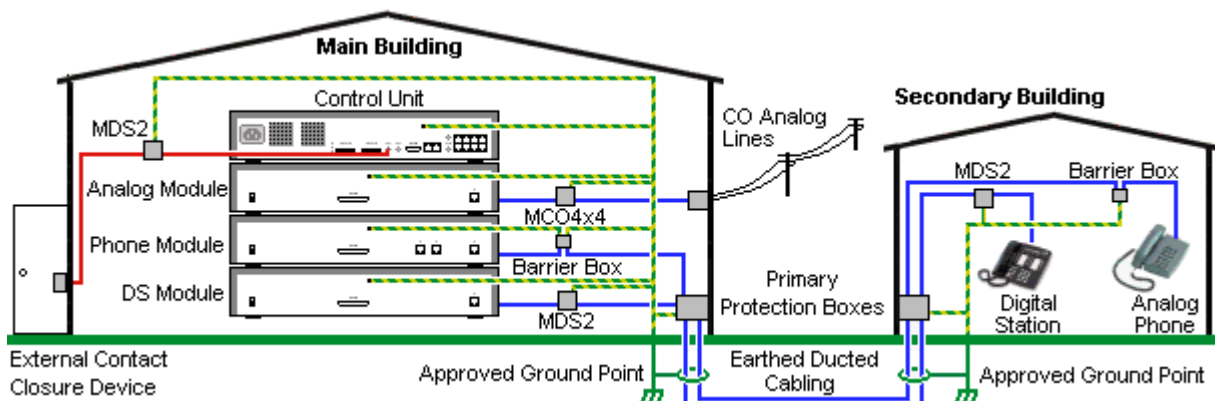 Main Building
Control Unit
MDS2
Analog Module
Phone Module
DS Module
MCO4x4
Barrier Box
MDS2
CO Analog
Lines
Primary
Protection Boxes
Secondary Building
MDS2
Barrier Box
Digital
Station
Analog
Phone
External Contact
Closure Device
Approved Ground Point
Earthed Ducted
Cabling
Approved Ground Point